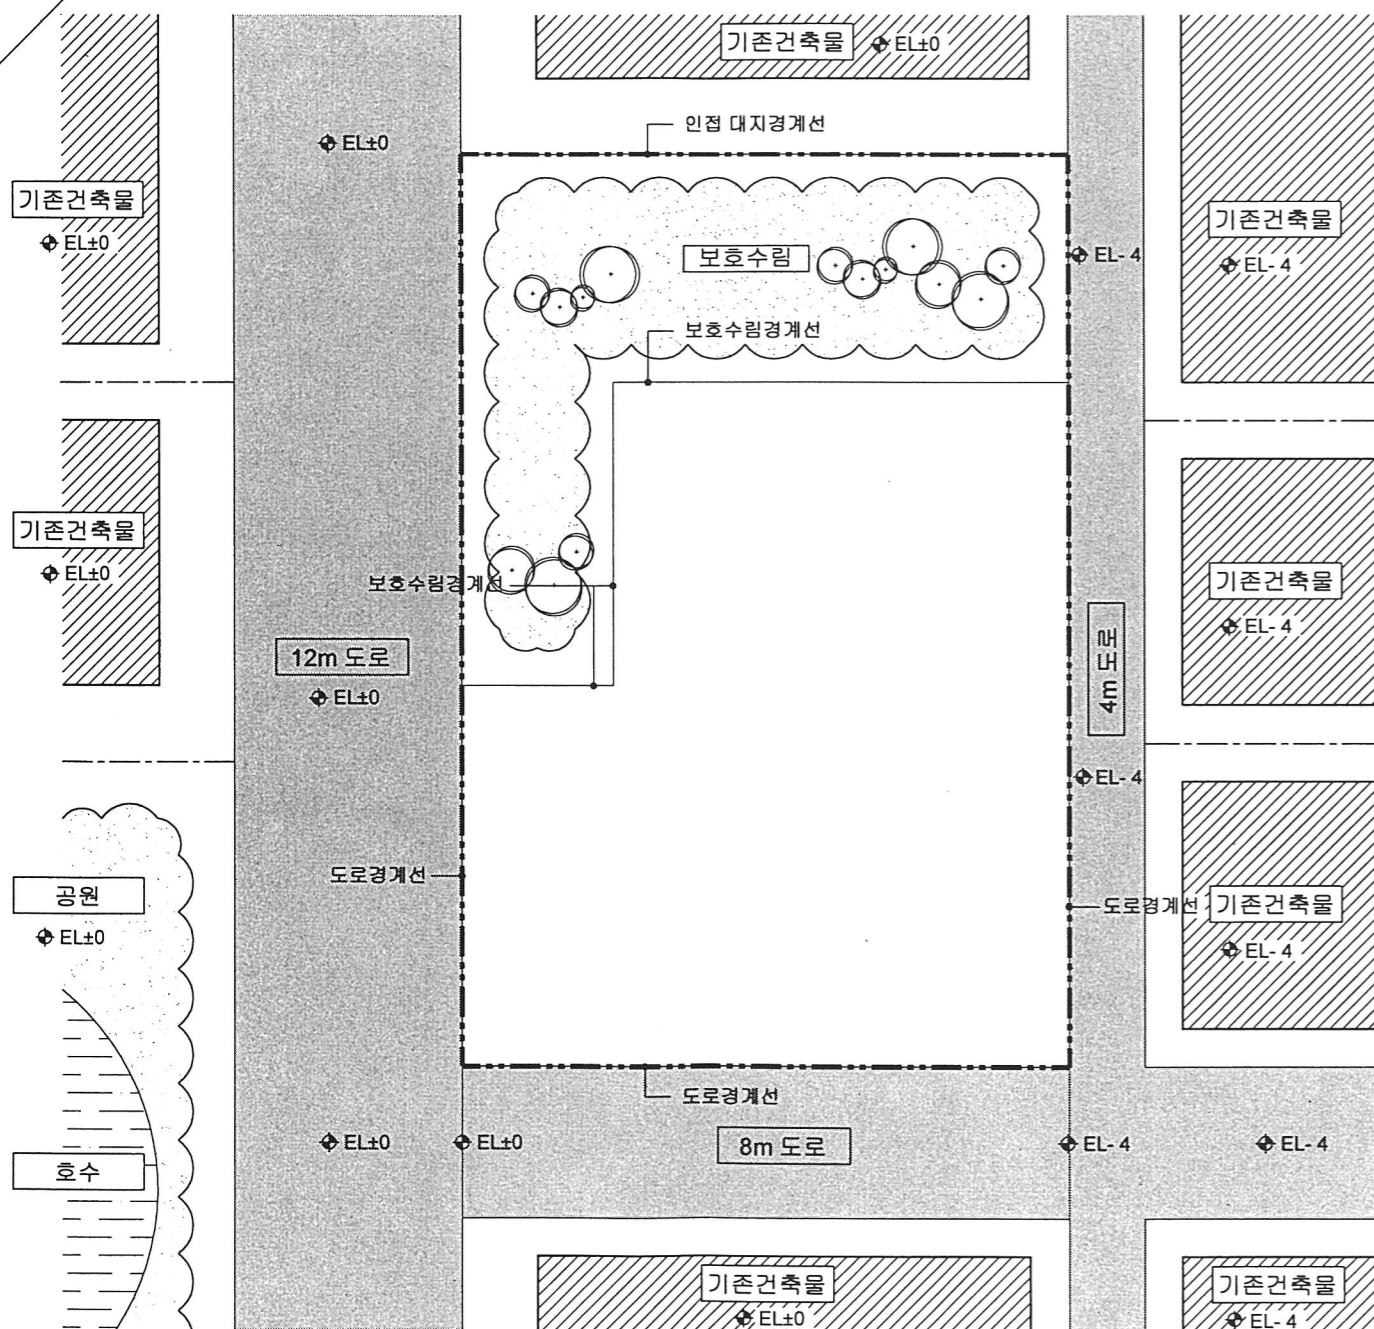 기존건축물
EL±0
인접 대지경계선
EL±0
기존건축물
EL±0
기존건축물
EL- 4
보호수림
EL- 4
보호수림경계선
기존건축물
EL±0
보호수림경계선
기존건축물
EL- 4
12m 도로
EL±0
4m 도로
EL- 4
공원
EL±0
도로경계선
도로경계선
기존건축물
EL- 4
도로경계선
호수
EL±0
EL±0
8m 도로
EL- 4
EL- 4
기존건축물
EL±0
기존건축물
EL- 4